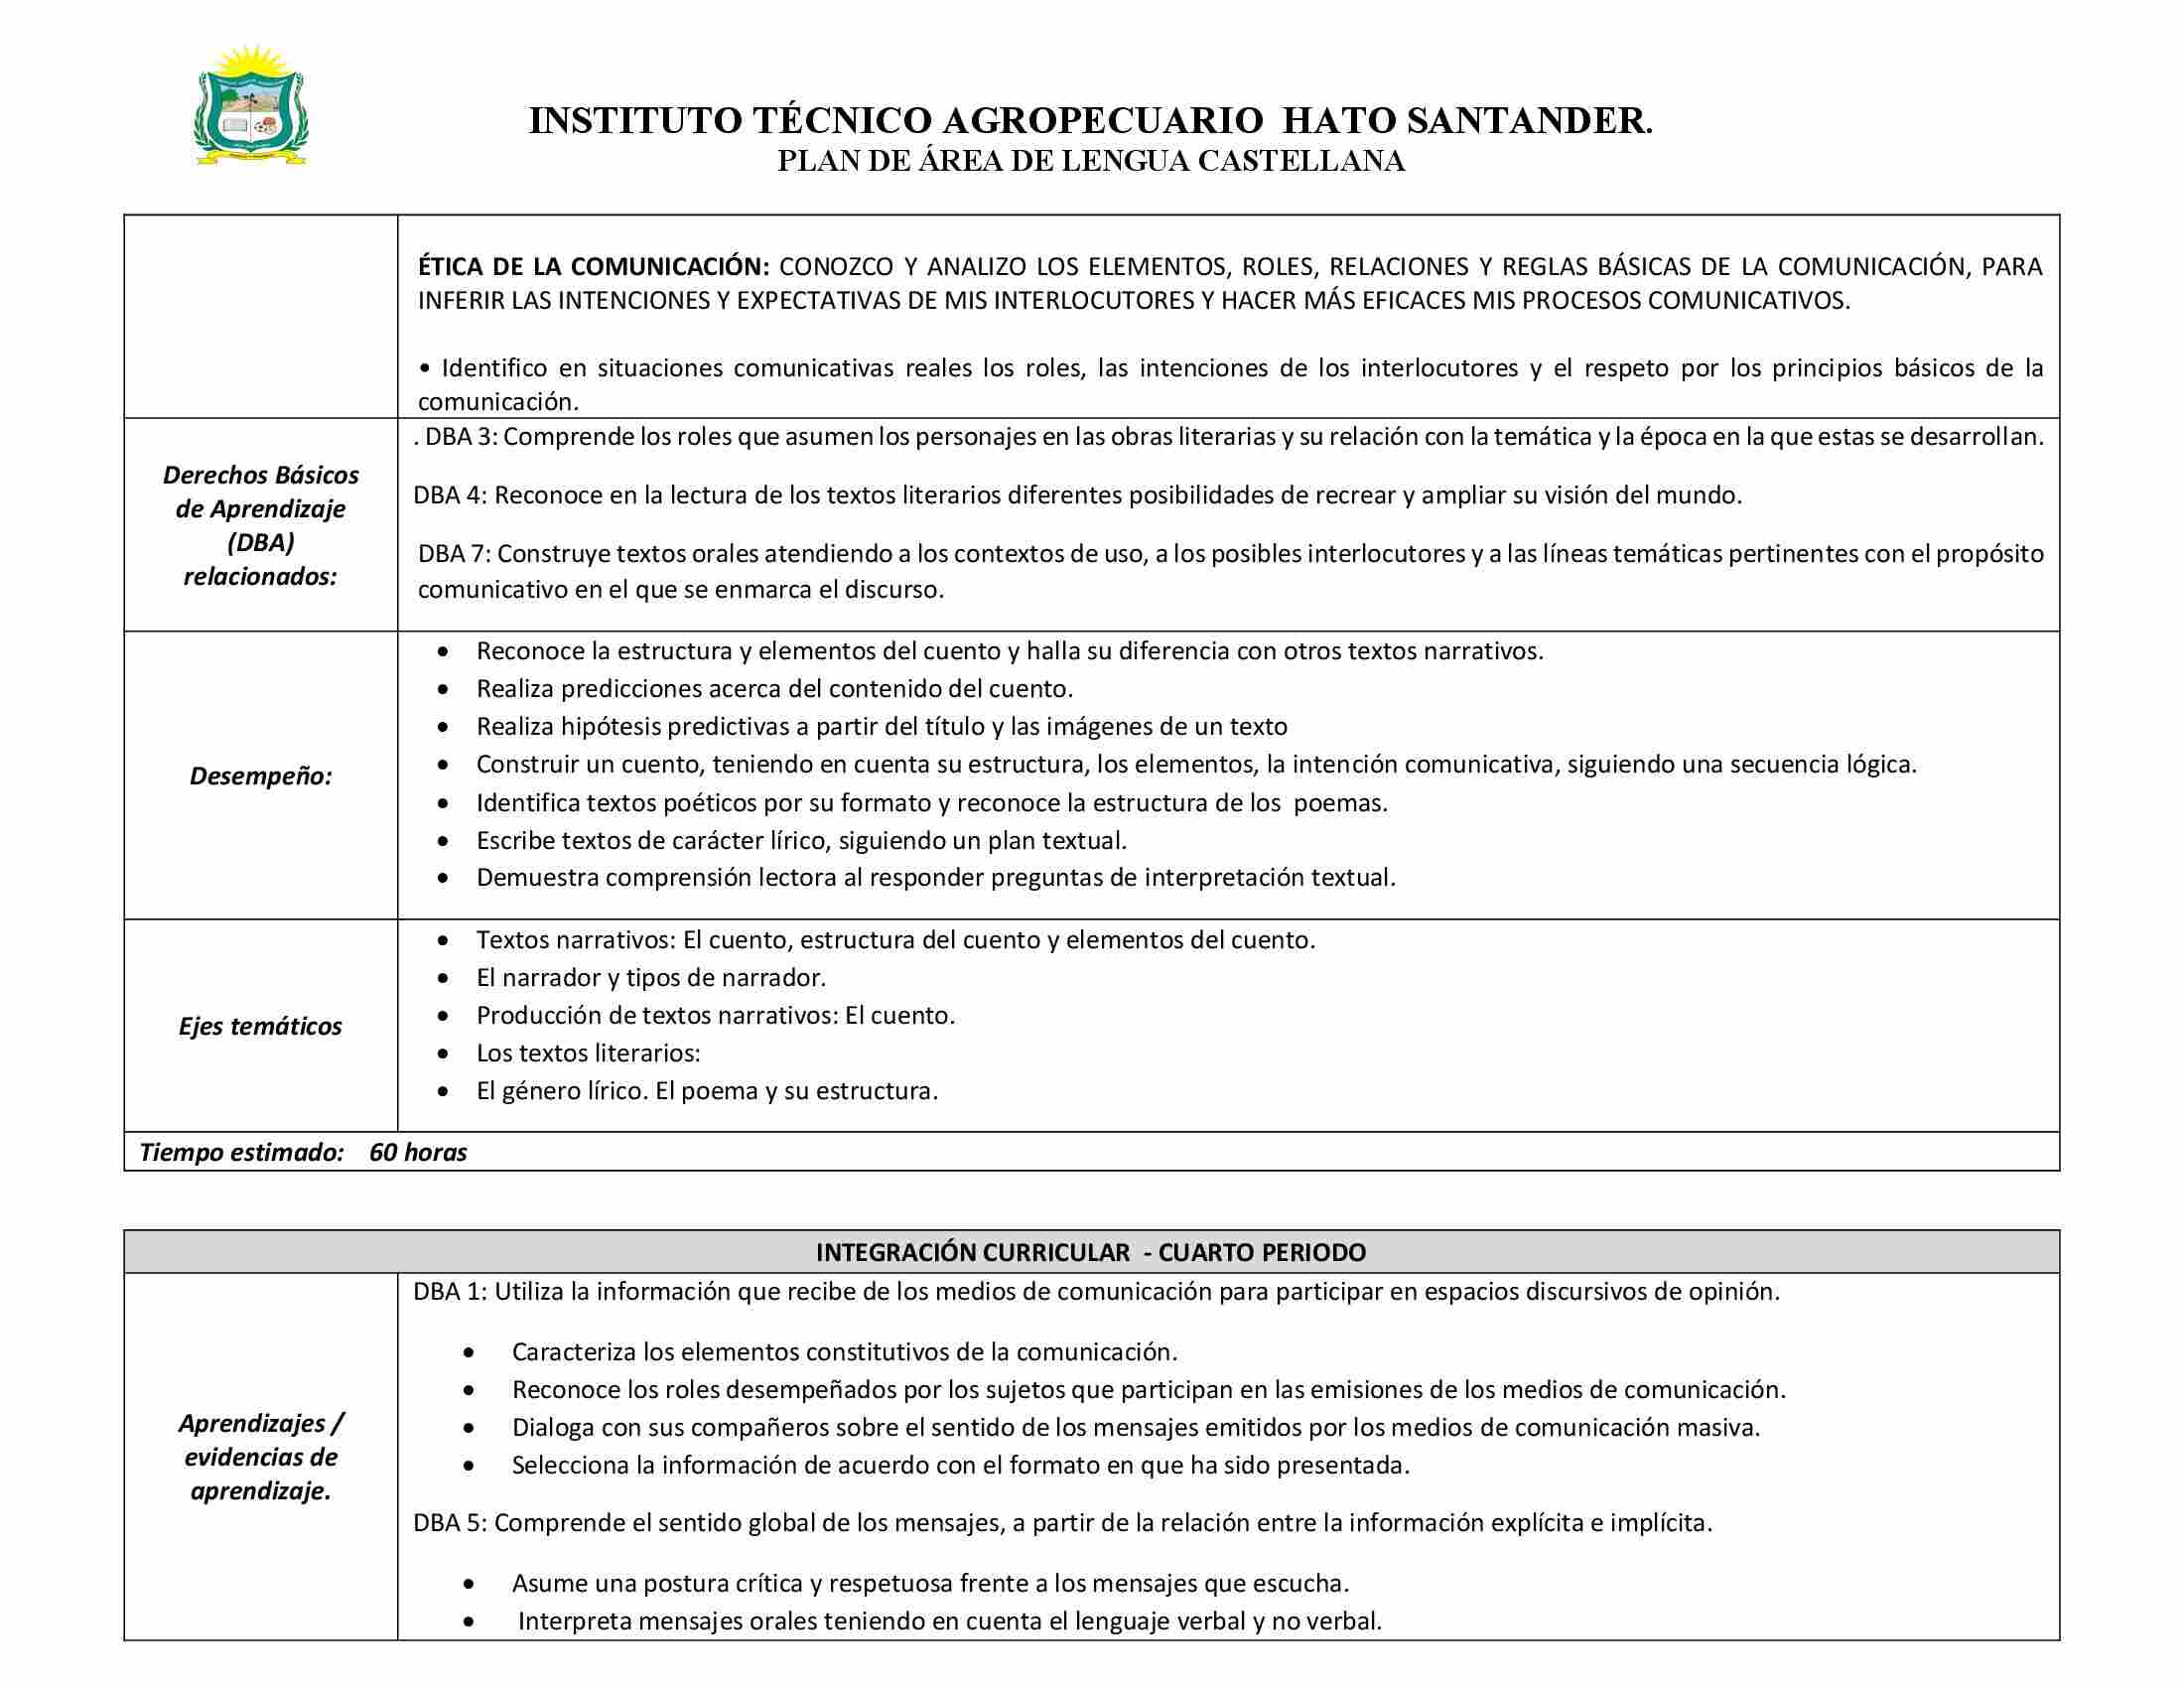 INSTITUTO TÉCNICO AGROPECUARIO HATO SANTANDER.
PLAN DE ÁREA DE LENGUA CASTELLANA
ÉTICA DE LA COMUNICACIÓN: CONOZCO Y ANALIZO LOS ELEMENTOS, ROLES, RELACIONES Y REGLAS BÁSICAS DE LA COMUNICACIÓN, PARA
INFERIR LAS INTENCIONES Y EXPECTATIVAS DE MIS INTERLOCUTORES Y HACER MÁS EFICACES MIS PROCESOS COMUNICATIVOS.
• Identifico en situaciones comunicativas reales los roles, las intenciones de los interlocutores y el respeto por los principios básicos de la
comunicación.
Derechos Básicos
de Aprendizaje
(DBA)
relacionados:
. DBA 3: Comprende los roles que asumen los personajes en las obras literarias y su relación con la temática y la época en la que estas se desarrollan.
DBA 4: Reconoce en la lectura de los textos literarios diferentes posibilidades de recrear y ampliar su visión del mundo.
DBA 7: Construye textos orales atendiendo a los contextos de uso, a los posibles interlocutores y a las líneas temáticas pertinentes con el propósito
comunicativo en el que se enmarca el discurso.
Desempeño:
• Reconoce la estructura y elementos del cuento y halla su diferencia con otros textos narrativos.
• Realiza predicciones acerca del contenido del cuento.
• Realiza hipótesis predictivas a partir del título y las imágenes de un texto
• Construir un cuento, teniendo en cuenta su estructura, los elementos, la intención comunicativa, siguiendo una secuencia lógica.
• Identifica textos poéticos por su formato y reconoce la estructura de los poemas.
• Escribe textos de carácter lírico, siguiendo un plan textual.
• Demuestra comprensión lectora al responder preguntas de interpretación textual.
Ejes temáticos
• Textos narrativos: El cuento, estructura del cuento y elementos del cuento.
• El narrador y tipos de narrador.
• Producción de textos narrativos: El cuento.
• Los textos literarios:
• El género lírico. El poema y su estructura.
Tiempo estimado: 60 horas
INTEGRACIÓN CURRICULAR - CUARTO PERIODO
Aprendizajes /
evidencias de
aprendizaje.
DBA 1: Utiliza la información que recibe de los medios de comunicación para participar en espacios discursivos de opinión.
• Caracteriza los elementos constitutivos de la comunicación.
• Reconoce los roles desempeñados por los sujetos que participan en las emisiones de los medios de comunicación.
• Dialoga con sus compañeros sobre el sentido de los mensajes emitidos por los medios de comunicación masiva.
• Selecciona la información de acuerdo con el formato en que ha sido presentada.
DBA 5: Comprende el sentido global de los mensajes, a partir de la relación entre la información explícita e implícita.
• Asume una postura crítica y respetuosa frente a los mensajes que escucha.
• Interpreta mensajes orales teniendo en cuenta el lenguaje verbal y no verbal.